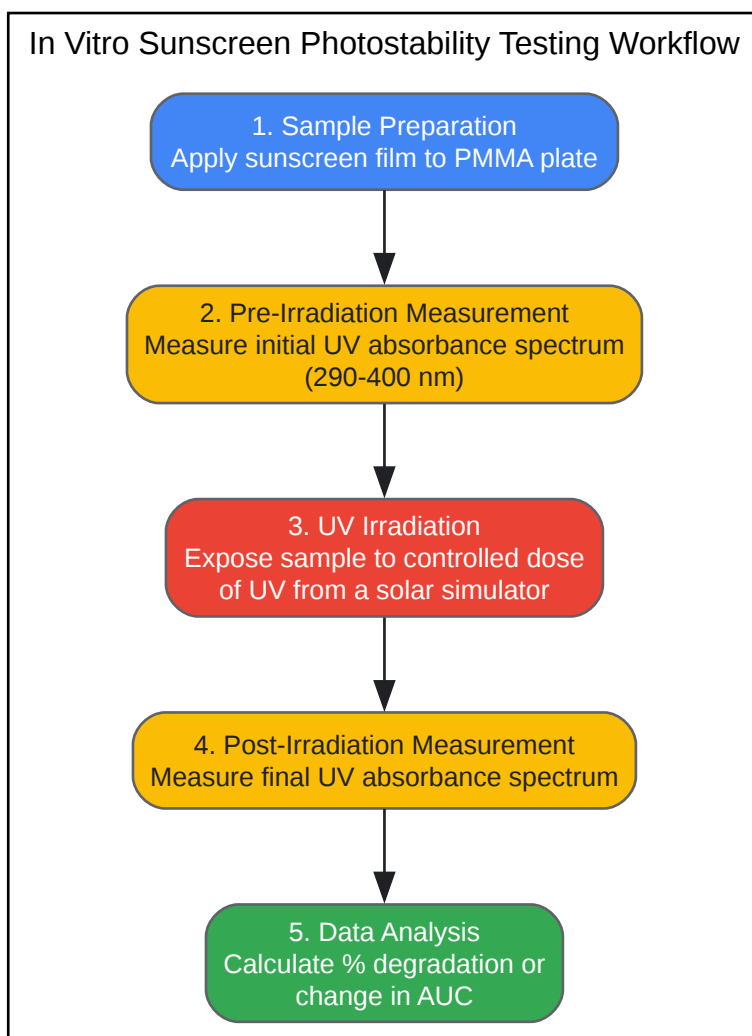 In Vitro Sunscreen Photostability Testing Workflow
1. Sample Preparation
Apply sunscreen film to PMMA plate
2. Pre-Irradiation Measurement
Measure initial UV absorbance spectrum
(290-400 nm)
3. UV Irradiation
Expose sample to controlled dose
of UV from a solar simulator
4. Post-Irradiation Measurement
Measure final UV absorbance spectrum
5. Data Analysis
Calculate % degradation or
change in AUC